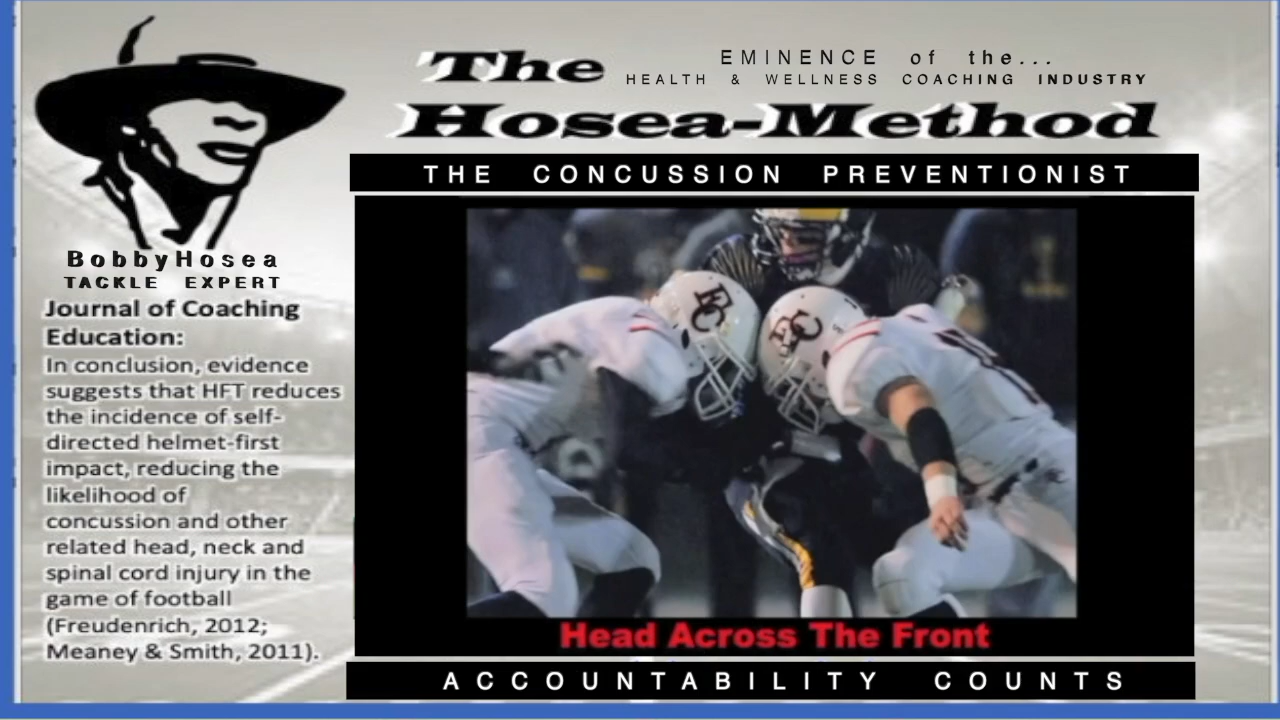 The
EMINENCE of the...
HEALTH & WELLNESS COACHING INDUSTRY
Hosea-Method
THE CONCUSSION PREVENTIONIST
BobbyHosea
TACKLE EXPERT
Journal of Coaching
Education:
In conclusion, evidence
suggests that HFT reduces
the incidence of self-
directed helmet-first
impact, reducing the
likelihood of
concussion and other
related head, neck and
spinal cord injury in the
game of football
(Freudenrich, 2012;
Meaney & Smith, 2011).
Head Across The Front
ACCOUNTABILITY COUNTS